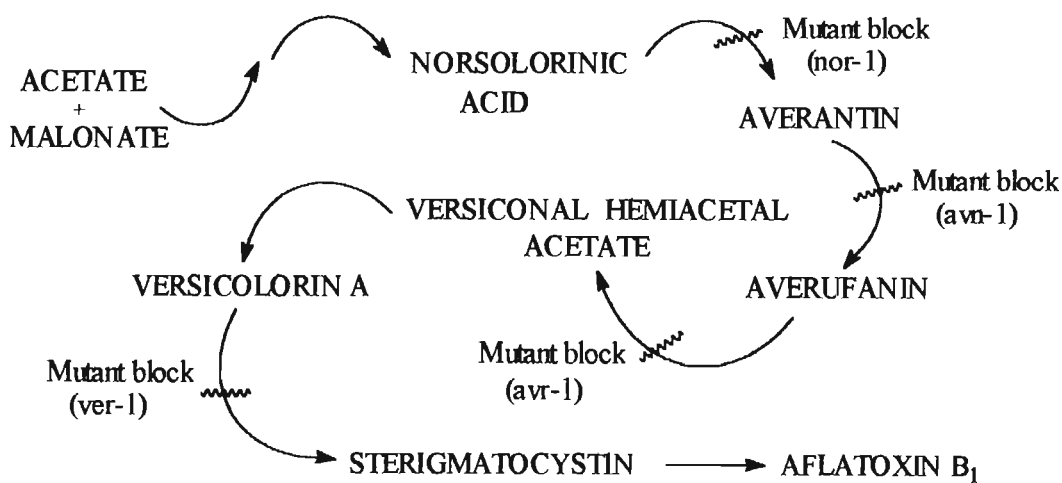 ACETATE
+
MALONATE
NORSOLORINIC
ACID
Mutant block
(nor-1)
AVERANTIN
Mutant block
(avn-1)
AVERUFANIN
Mutant block
(avr-1)
VERSICONAL HEMIACETAL
ACETATE
VERSICOLORIN A
Mutant block
(ver-1)
STERIGMATOCYSTIN
AFLATOXIN B₁